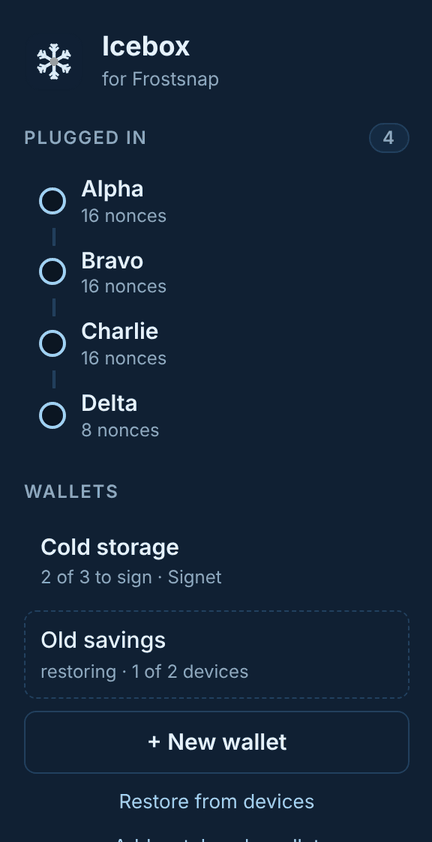 Icebox
for Frostsnap
PLUGGED IN
4
Alpha
16 nonces
Bravo
16 nonces
Charlie
16 nonces
Delta
8 nonces
WALLETS
Cold storage
2 of 3 to sign · Signet
Old savings
restoring · 1 of 2 devices
+ New wallet
Restore from devices